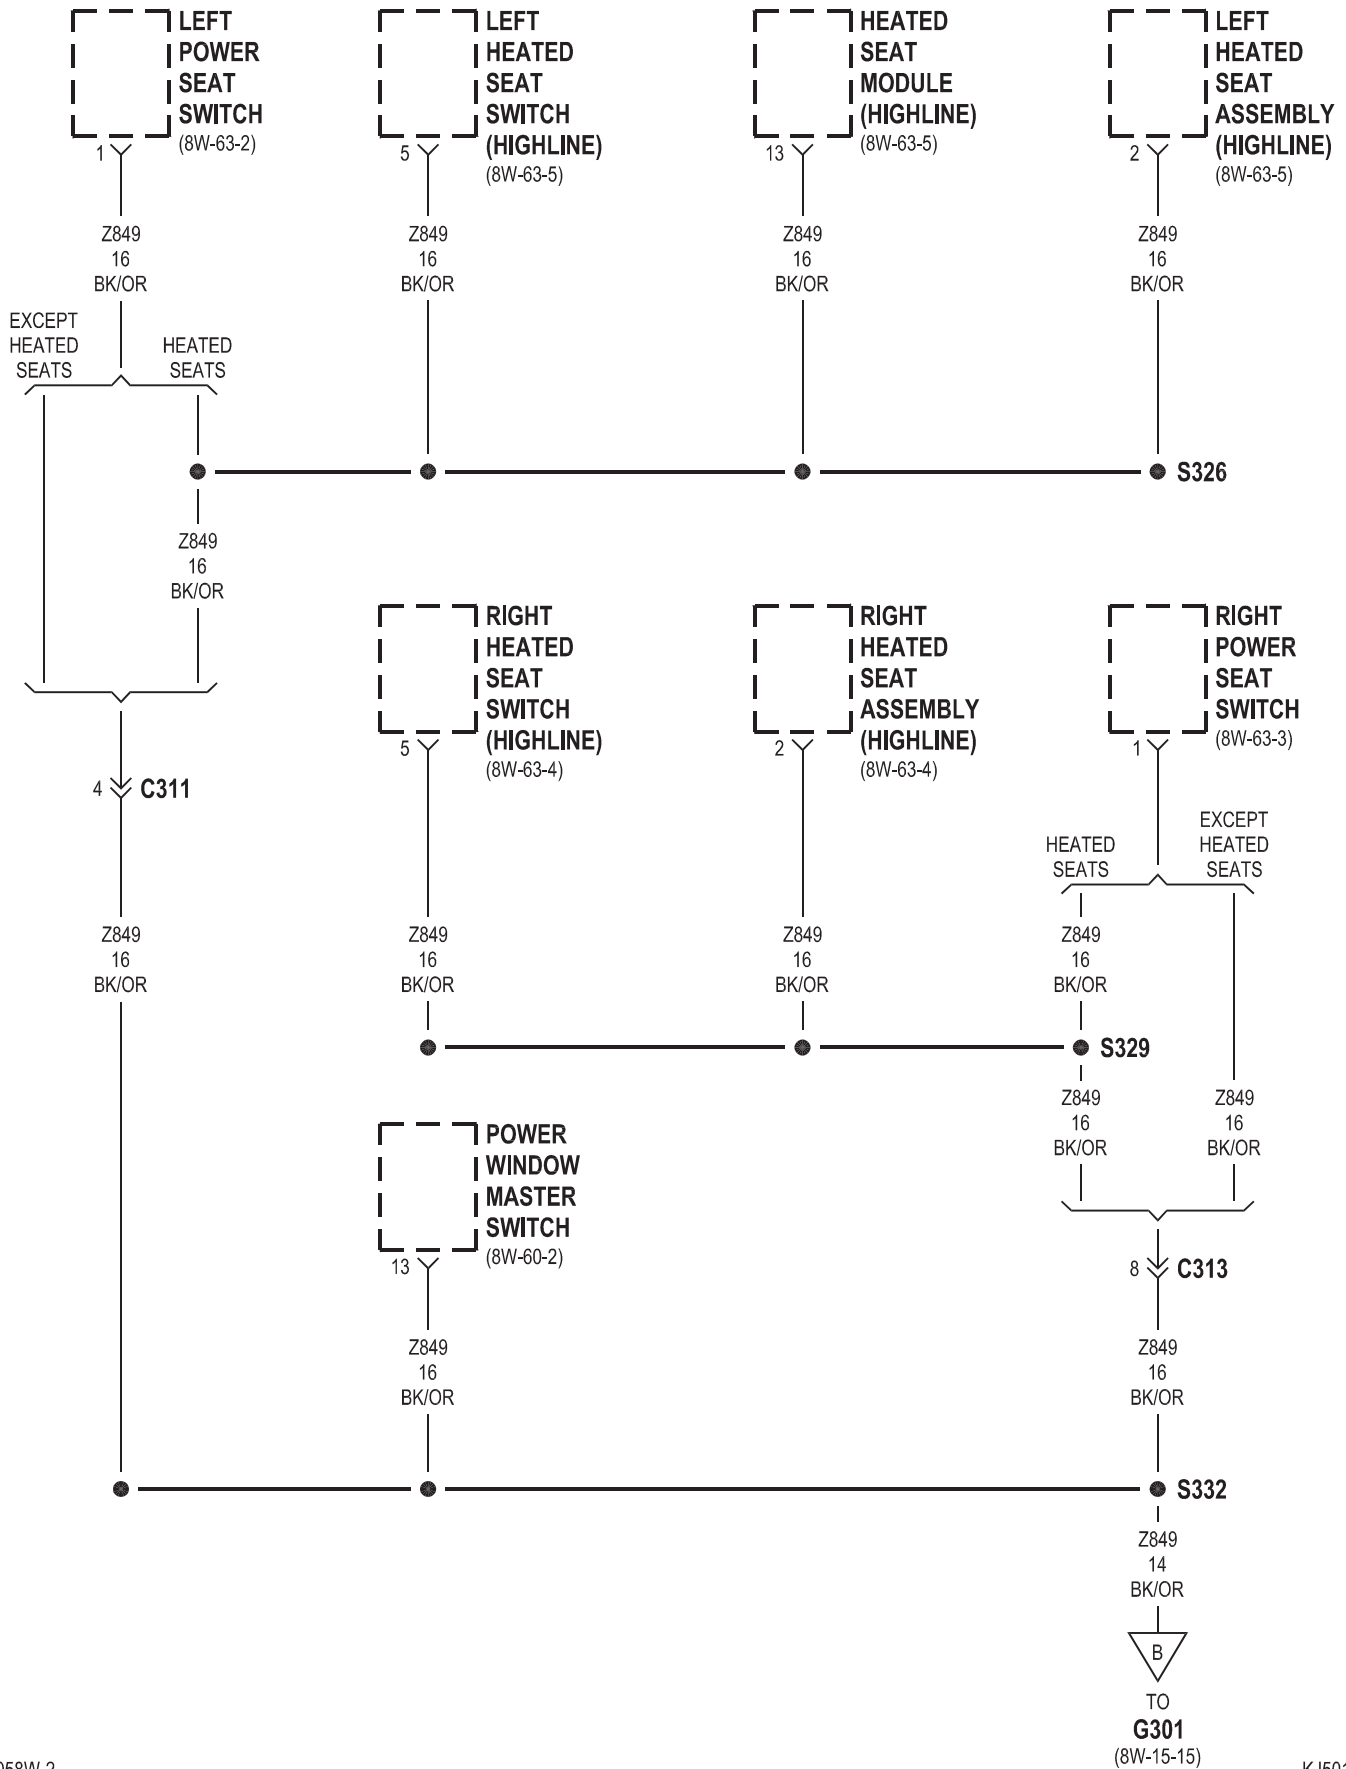 LEFT
POWER
SEAT
SWITCH
(8W-63-2)
1
LEFT
HEATED
SEAT
SWITCH
(HIGHLINE)
(8W-63-5)
5
HEATED
SEAT
MODULE
(HIGHLINE)
(8W-63-5)
13
LEFT
HEATED
SEAT
ASSEMBLY
(HIGHLINE)
(8W-63-5)
2
Z849
16
BK/OR
Z849
16
BK/OR
Z849
16
BK/OR
Z849
16
BK/OR
EXCEPT
HEATED
SEATS
HEATED
SEATS
S326
Z849
16
BK/OR
RIGHT
HEATED
SEAT
SWITCH
(HIGHLINE)
(8W-63-4)
5
RIGHT
HEATED
SEAT
ASSEMBLY
(HIGHLINE)
(8W-63-4)
2
RIGHT
POWER
SEAT
SWITCH
(8W-63-3)
1
4
C311
HEATED
SEATS
EXCEPT
HEATED
SEATS
Z849
16
BK/OR
Z849
16
BK/OR
Z849
16
BK/OR
Z849
16
BK/OR
S329
Z849
16
BK/OR
Z849
16
BK/OR
POWER
WINDOW
MASTER
SWITCH
(8W-60-2)
13
8
C313
Z849
16
BK/OR
Z849
16
BK/OR
S332
Z849
14
BK/OR
B
TO
G301
(8W-15-15)